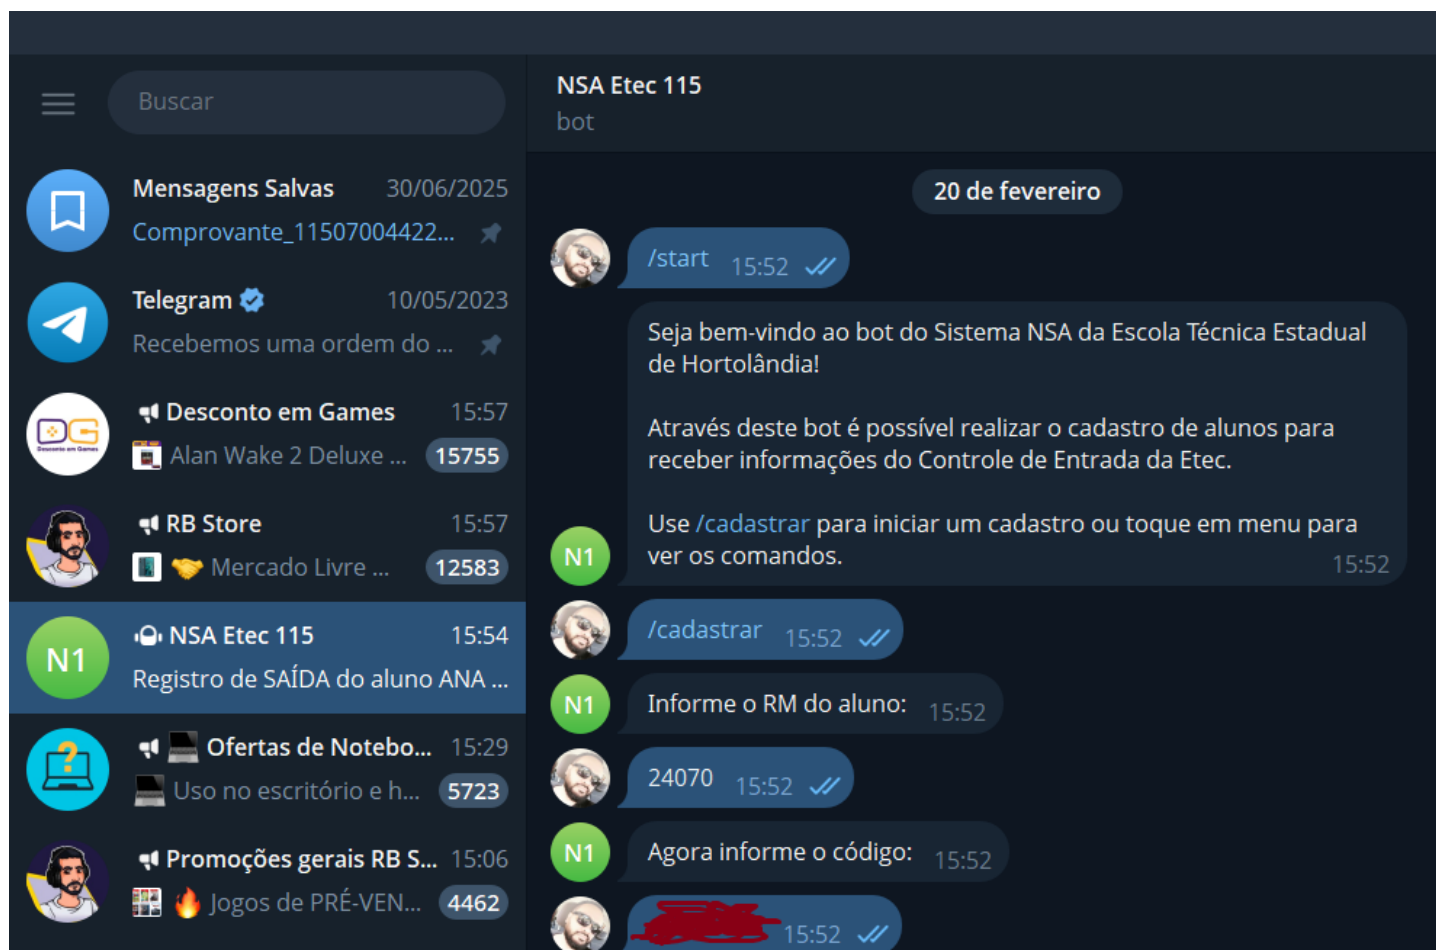 Buscar
Mensagens Salvas 30/06/2025
Comprovante_11507004422...
Telegram 10/05/2023
Recebemos uma ordem do ...
DG
Desconto em Games
Desconto em Games 15:57
Alan Wake 2 Deluxe ... 15755
RB Store 15:57
Mercado Livre ... 12583
N1
NSA Etec 115 15:54
Registro de SAÍDA do aluno ANA ...
?
Ofertas de Notebo... 15:29
Uso no escritório e h... 5723
Promoções gerais RB S... 15:06
Jogos de PRÉ-VEN... 4462
NSA Etec 115
bot
20 de fevereiro
/start 15:52
Seja bem-vindo ao bot do Sistema NSA da Escola Técnica Estadual
de Hortolândia!
Através deste bot é possível realizar o cadastro de alunos para
receber informações do Controle de Entrada da Etec.
Use /cadastrar para iniciar um cadastro ou toque em menu para
ver os comandos. 15:52
N1
/cadastrar 15:52
N1
Informe o RM do aluno: 15:52
24070 15:52
N1
Agora informe o código: 15:52
15:52